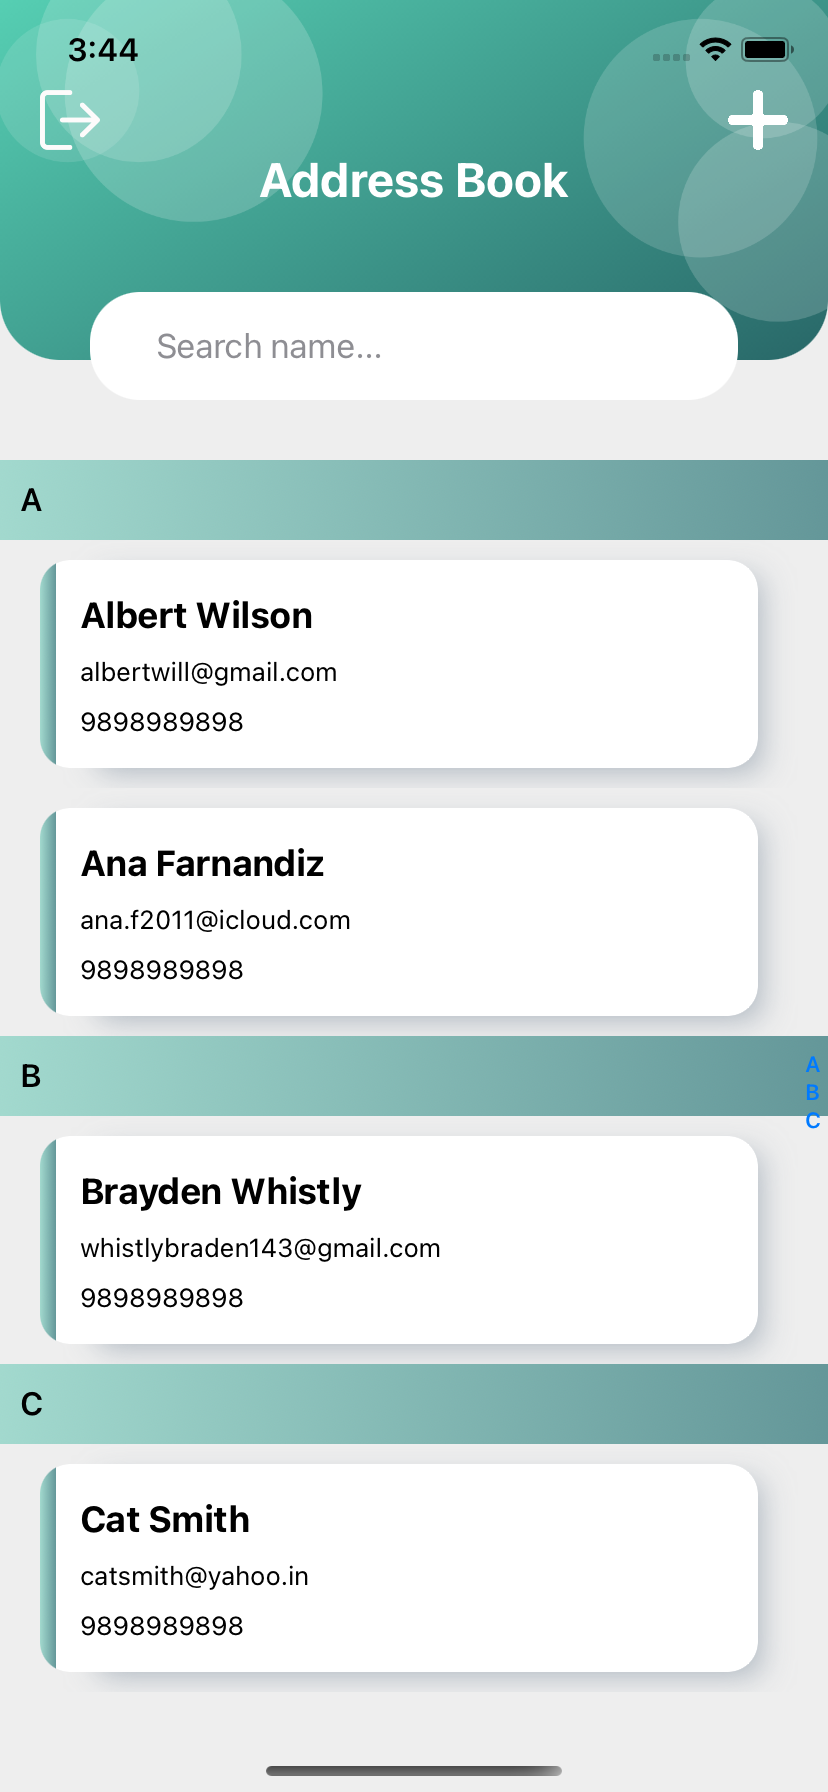 3:44
Address Book
Search name...
A
Albert Wilson
albertwill@gmail.com
9898989898
Ana Farnandiz
ana.f2011@icloud.com
9898989898
B
A
B
C
Brayden Whistly
whistlybraden143@gmail.com
9898989898
C
Cat Smith
catsmith@yahoo.in
9898989898